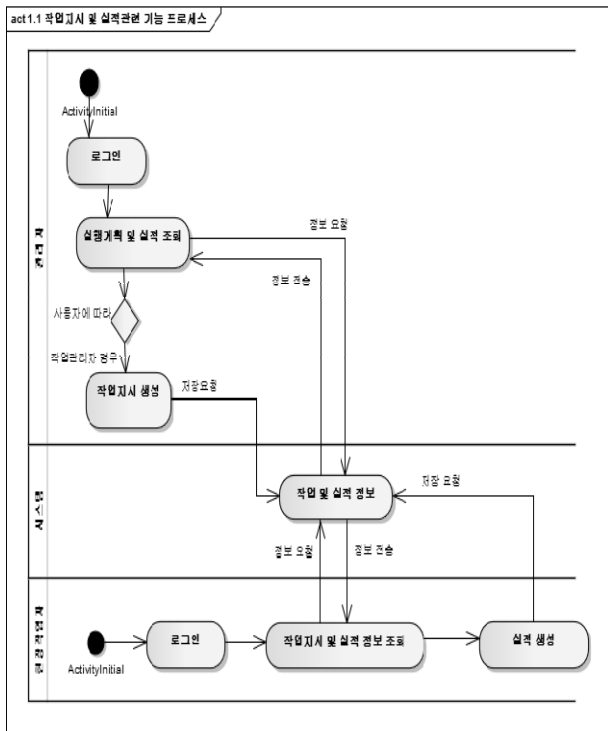 act 1.1 작업지시 및 실적관련 기능 프로세스
관리자
ActivityInitial
로그인
실행계획 및 실적 조회
정보 요청
정보 전송
사용자에 따라
작업관리자 경우
작업지시 생성
저장요청
시스템
작업 및 실적 정보
저장 요청
정보 요청
정보 전송
현장작업자
ActivityInitial
로그인
작업지시 및 실적 정보 조회
실적 생성